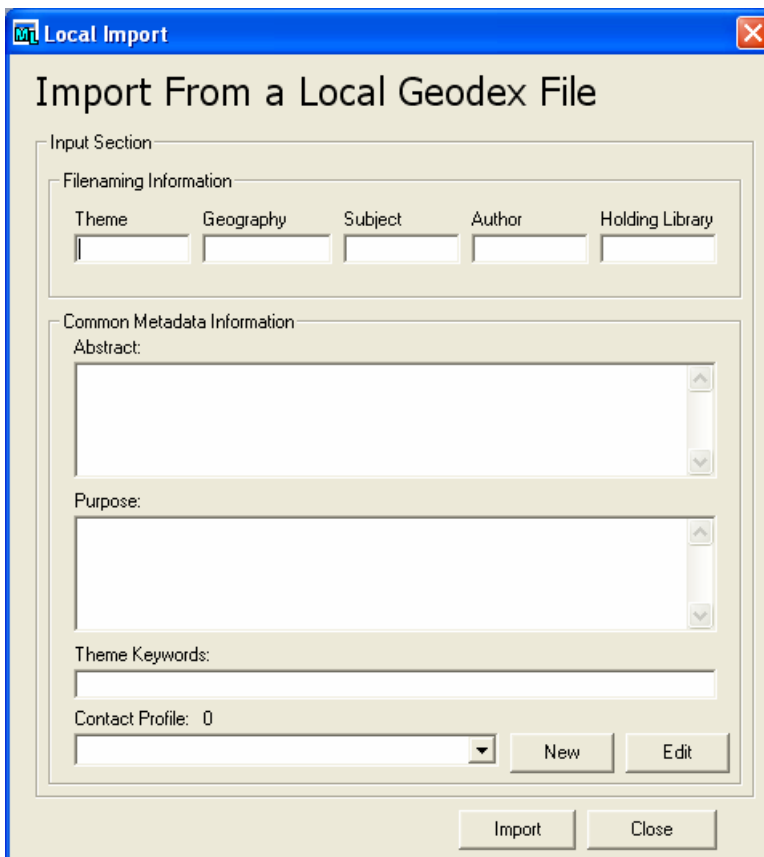 Local Import
Import From a Local Geodex File
Input Section
Filenaming Information
Theme Geography Subject Author Holding Library
Common Metadata Information
Abstract:
Purpose:
Theme Keywords:
Contact Profile: 0
New Edit
Import Close